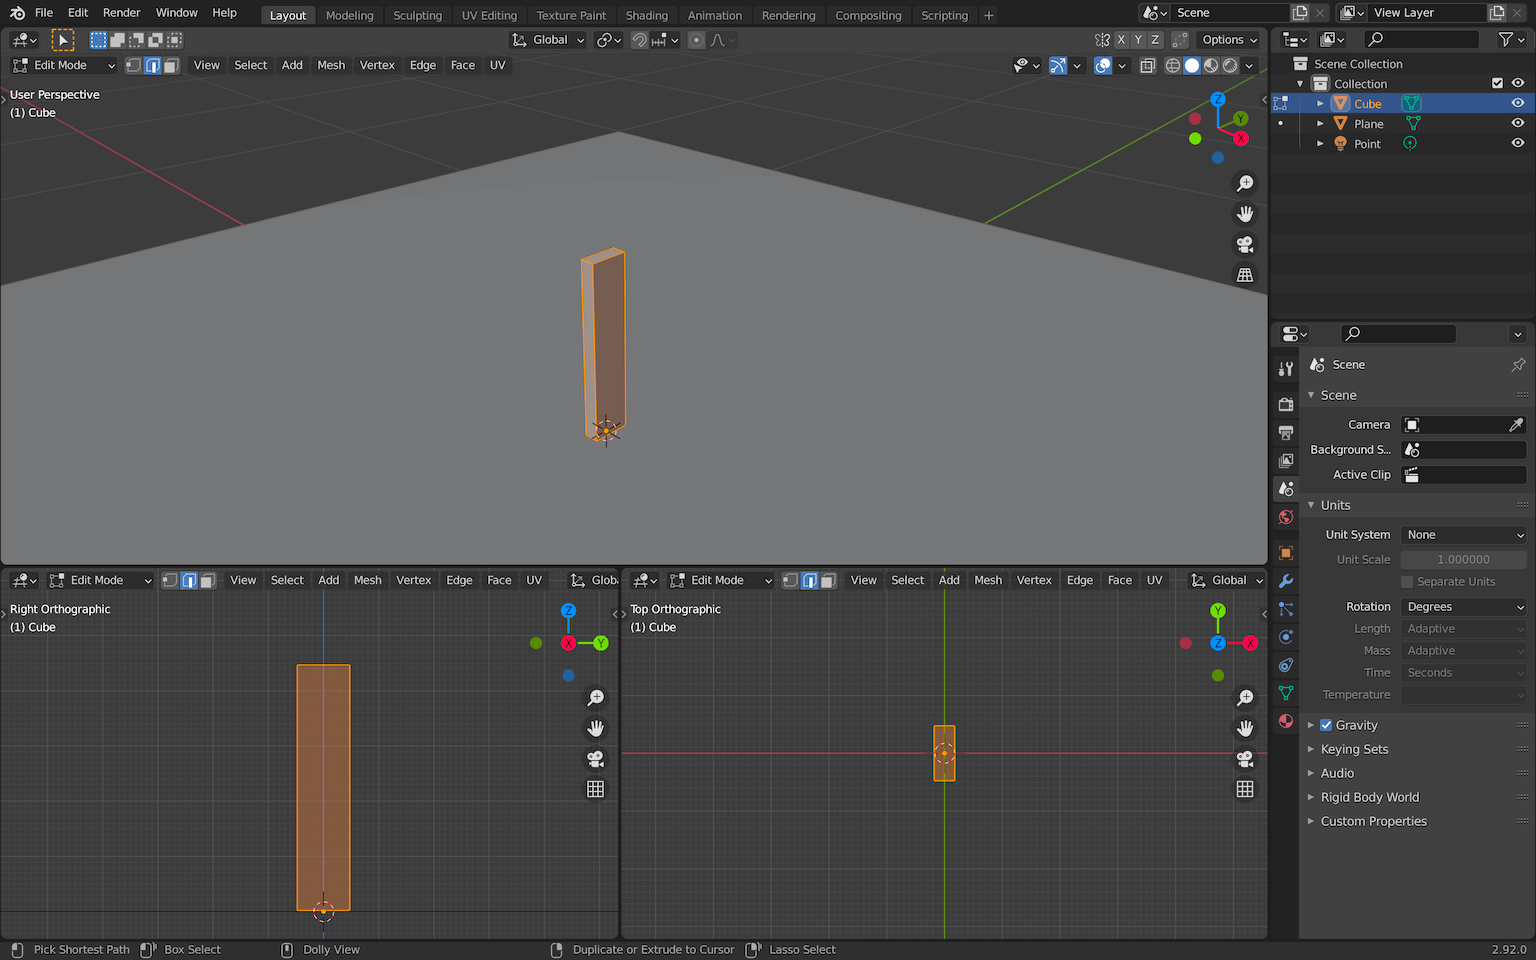 File Edit Render Window Help Layout Modeling Sculpting UV Editing Texture Paint Shading Animation Rendering Compositing Scripting + Scene View Layer
Global X Y Z Options
Edit Mode View Select Add Mesh Vertex Edge Face UV
User Perspective
(1) Cube
Z
Y
X
Scene Collection
Collection
Cube
Plane
Point
Scene
Scene
Camera
Background S...
Active Clip
Units
Unit System None
Unit Scale 1.000000
Separate Units
Rotation Degrees
Length Adaptive
Mass Adaptive
Time Seconds
Temperature
Gravity
Keying Sets
Audio
Rigid Body World
Custom Properties
Edit Mode View Select Add Mesh Vertex Edge Face UV Globa
Right Orthographic
(1) Cube
Z
X Y
Edit Mode View Select Add Mesh Vertex Edge Face UV Global
Top Orthographic
(1) Cube
Y
Z X
Pick Shortest Path Box Select Dolly View Duplicate or Extrude to Cursor Lasso Select 2.92.0